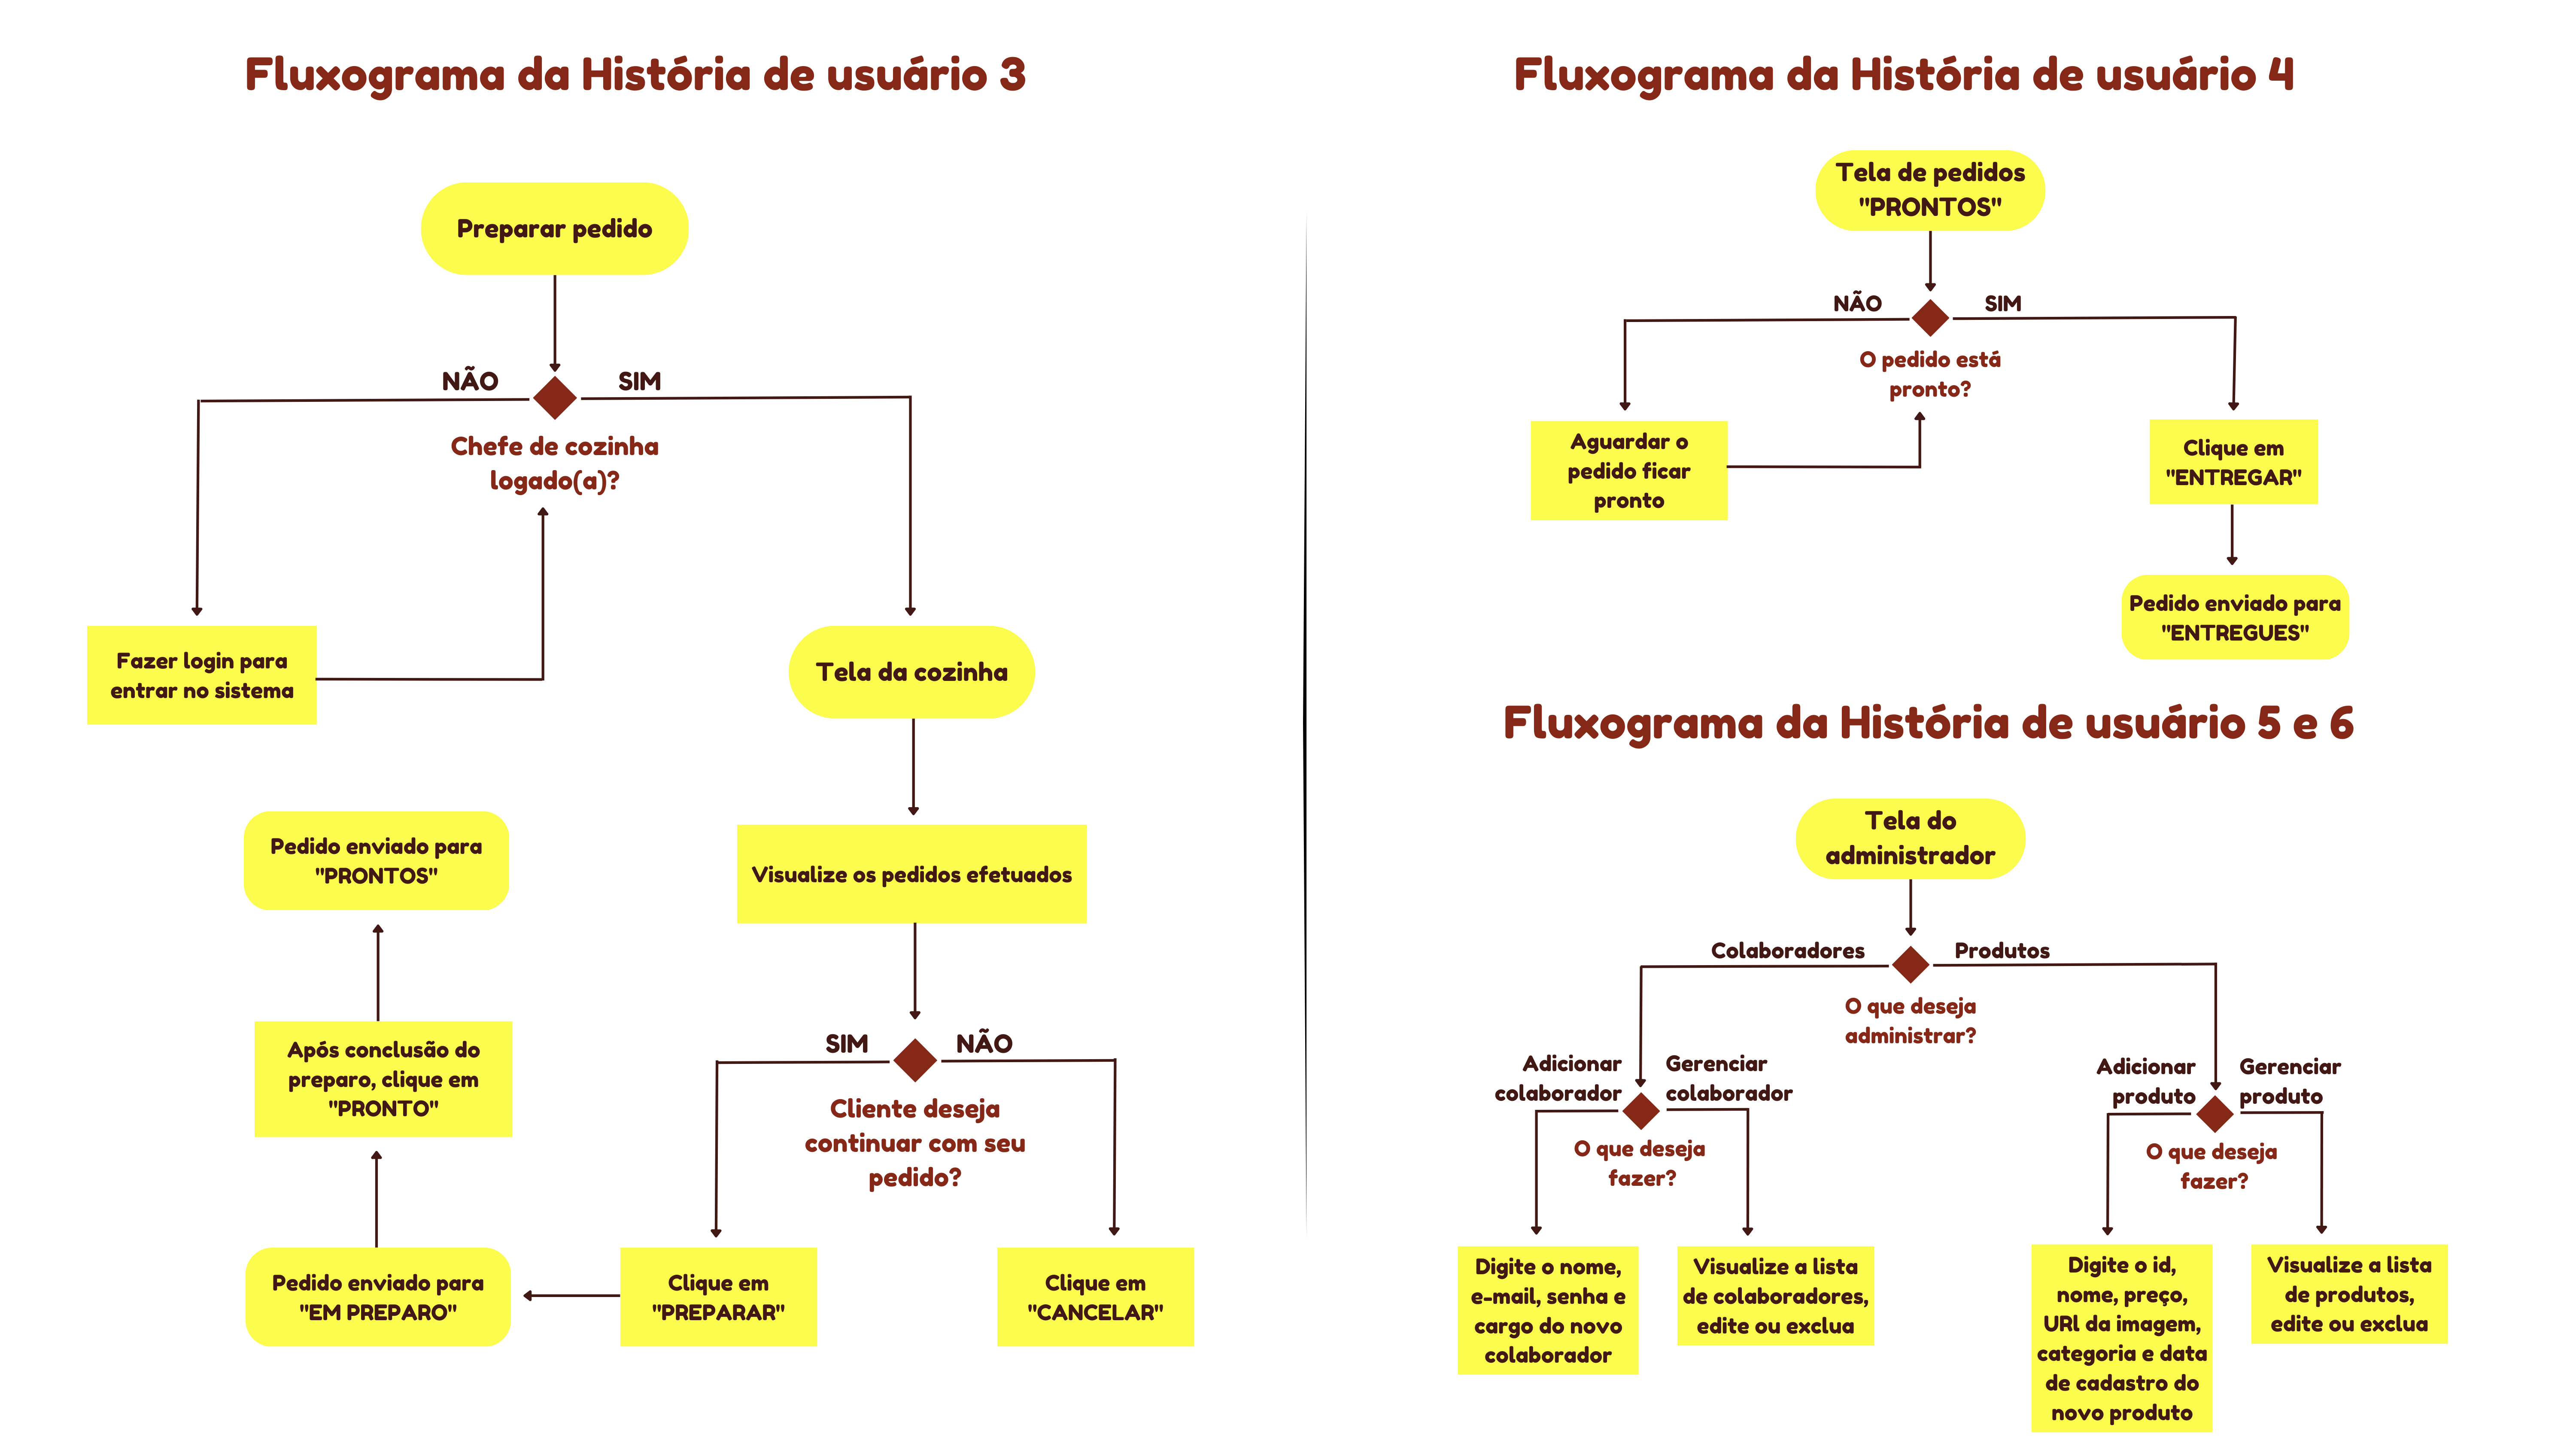 Fluxograma da História de usuário 3
Preparar pedido
NÃO
SIM
Chefe de cozinha
logado(a)?
Fazer login para
entrar no sistema
Tela da cozinha
Visualize os pedidos efetuados
SIM
NÃO
Cliente deseja
continuar com seu
pedido?
Clique em
"CANCELAR"
Clique em
"PREPARAR"
Pedido enviado para
"EM PREPARO"
Após conclusão do
preparo, clique em
"PRONTO"
Pedido enviado para
"PRONTOS"
Fluxograma da História de usuário 4
Tela de pedidos
"PRONTOS"
NÃO
SIM
O pedido está
pronto?
Aguardar o
pedido ficar
pronto
Clique em
"ENTREGAR"
Pedido enviado para
"ENTREGUES"
Fluxograma da História de usuário 5 e 6
Tela do
administrador
Colaboradores
Produtos
O que deseja
administrar?
Adicionar
colaborador
Gerenciar
colaborador
O que deseja
fazer?
Adicionar
produto
Gerenciar
produto
O que deseja
fazer?
Digite o nome,
e-mail, senha e
cargo do novo
colaborador
Visualize a lista
de colaboradores,
edite ou exclua
Digite o id,
nome, preço,
URl da imagem,
categoria e data
de cadastro do
novo produto
Visualize a lista
de produtos,
edite ou exclua